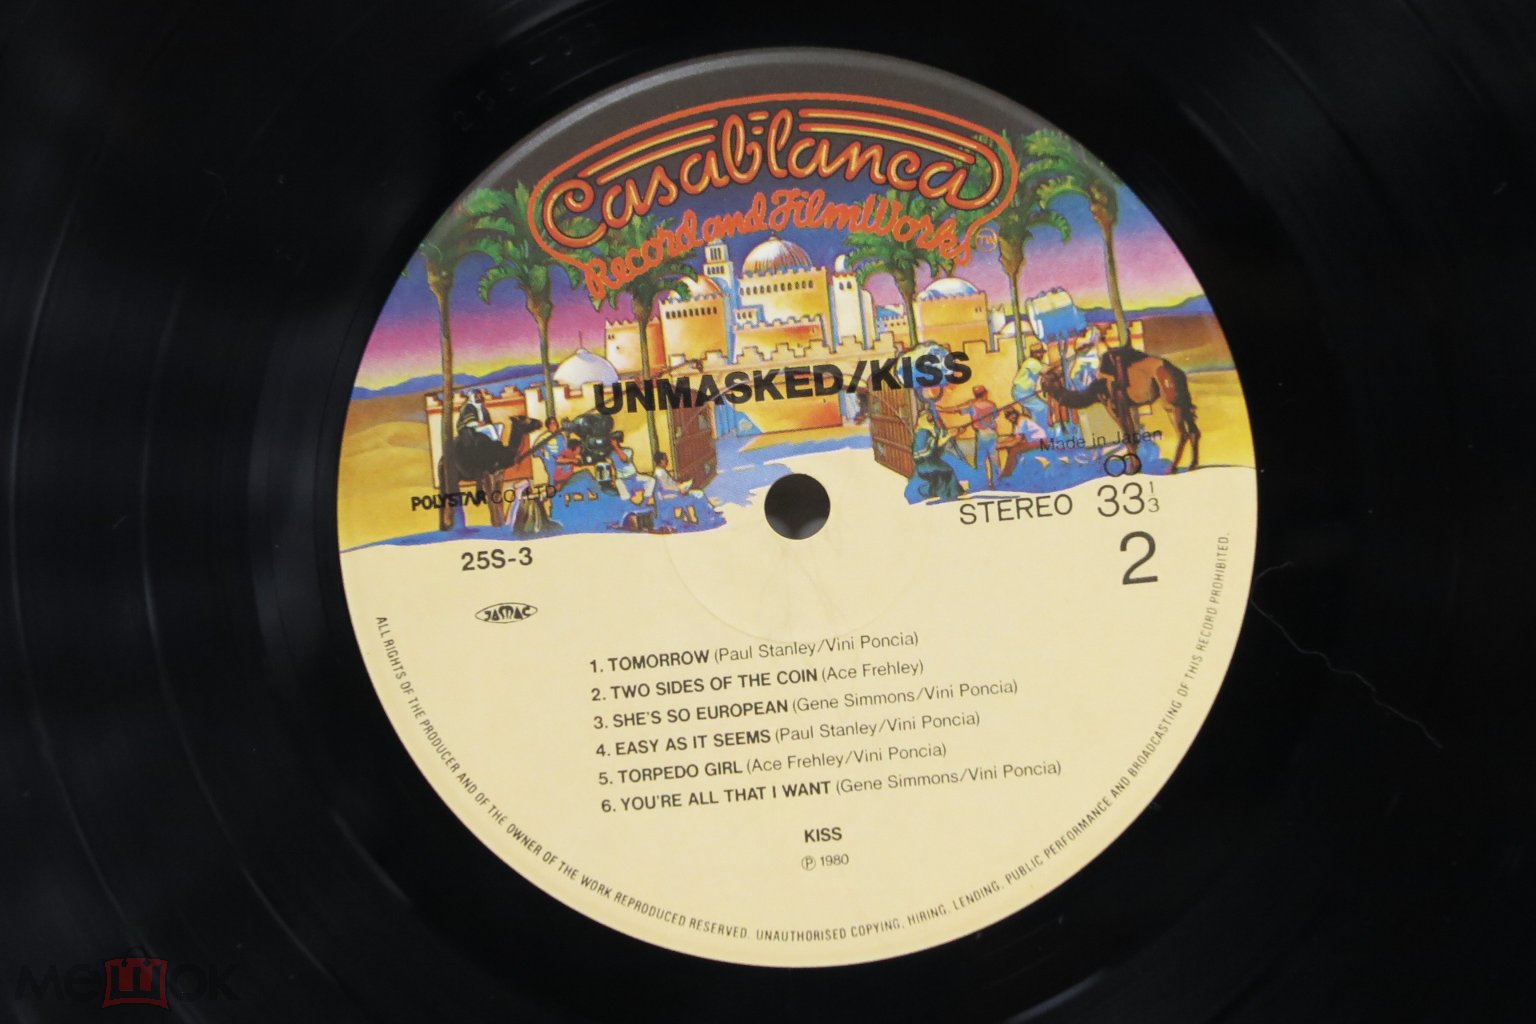 Casablanca
Record and FilmWorks TM
UNMASKED/KISS
Made in Japan
POLYSTAR CO., LTD.
STEREO 33 1/3
25S-3
2
JASRAC
1. TOMORROW (Paul Stanley/Vini Poncia)
2. TWO SIDES OF THE COIN (Ace Frehley)
3. SHE'S SO EUROPEAN (Gene Simmons/Vini Poncia)
4. EASY AS IT SEEMS (Paul Stanley/Vini Poncia)
5. TORPEDO GIRL (Ace Frehley/Vini Poncia)
6. YOU'RE ALL THAT I WANT (Gene Simmons/Vini Poncia)
KISS
Ⓟ 1980
ALL RIGHTS OF THE PRODUCER AND OF THE OWNER OF THE WORK REPRODUCED RESERVED. UNAUTHORISED COPYING, HIRING, LENDING, PUBLIC PERFORMANCE AND BROADCASTING OF THIS RECORD PROHIBITED.
мешок